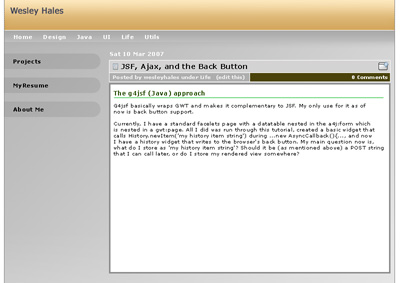 Wesley Hales
Home Design Java UI Life Utils
Sat 10 Mar 2007
Projects
MyResume
About Me
JSF, Ajax, and the Back Button
Posted by wesleyhales under Life (edit this) 0 Comments
The g4jsf (Java) approach
G4jsf basically wraps GWT and makes it complementary to JSF. My only use for it as of
now is back button support.
Currently, I have a standard facelets page with a datatable nested in the a4j:form which
is nested in a gwt:page. All I did was run through this tutorial, created a basic widget that
calls History.newItem('my history item string') during ...new AsyncCallback(){..., and now
I have a history widget that writes to the browser's back button. My main question now is,
what do I store as 'my history item string'? Should it be (as mentioned above) a POST string
that I can call later, or do I store my rendered view somewhere?